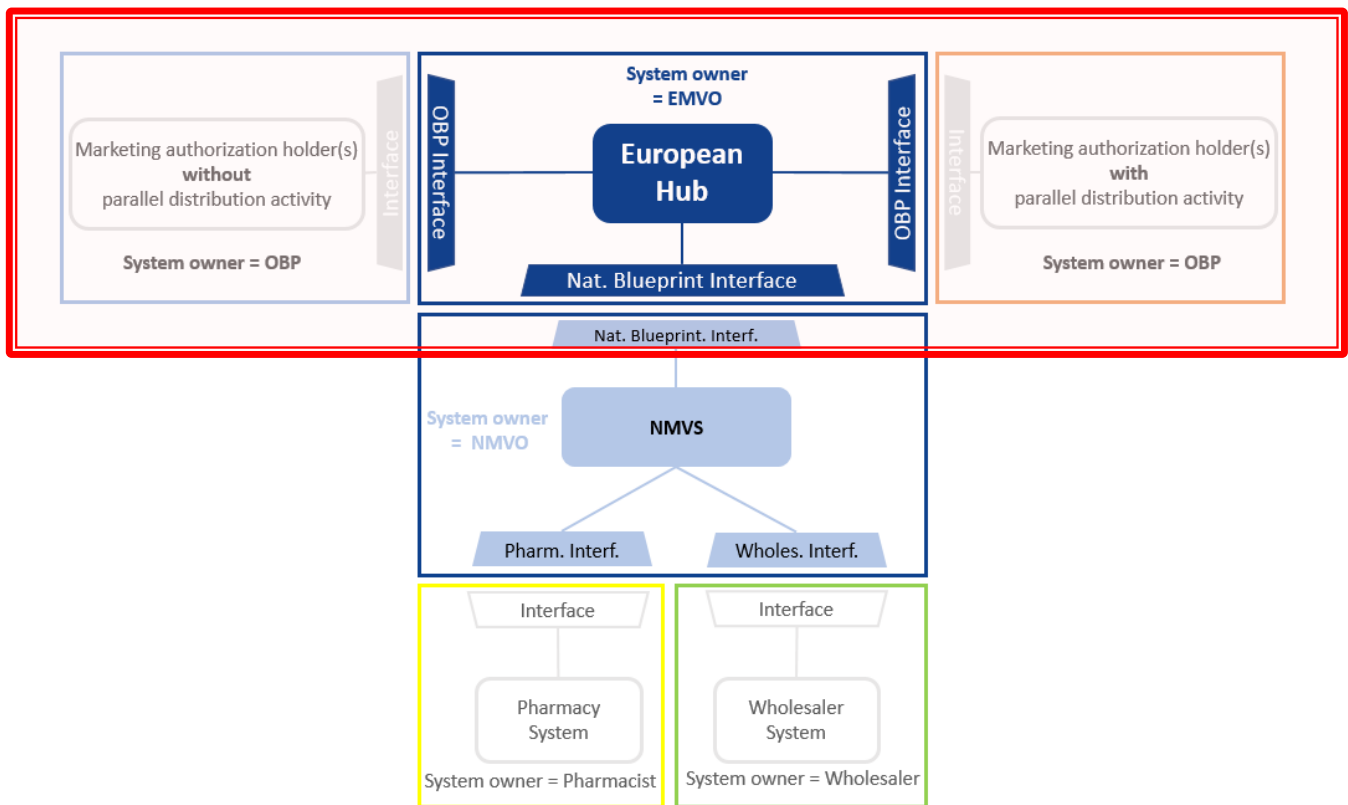 System owner
= EMVO
Marketing authorization holder(s)
without
parallel distribution activity
Interface
System owner = OBP
OBP Interface
European
Hub
OBP Interface
Nat. Blueprint Interface
Interface
Marketing authorization holder(s)
with
parallel distribution activity
System owner = OBP
Nat. Blueprint. Interf.
System owner
= NMVO
NMVS
Pharm. Interf.
Wholes. Interf.
Interface
Pharmacy
System
System owner = Pharmacist
Interface
Wholesaler
System
System owner = Wholesaler